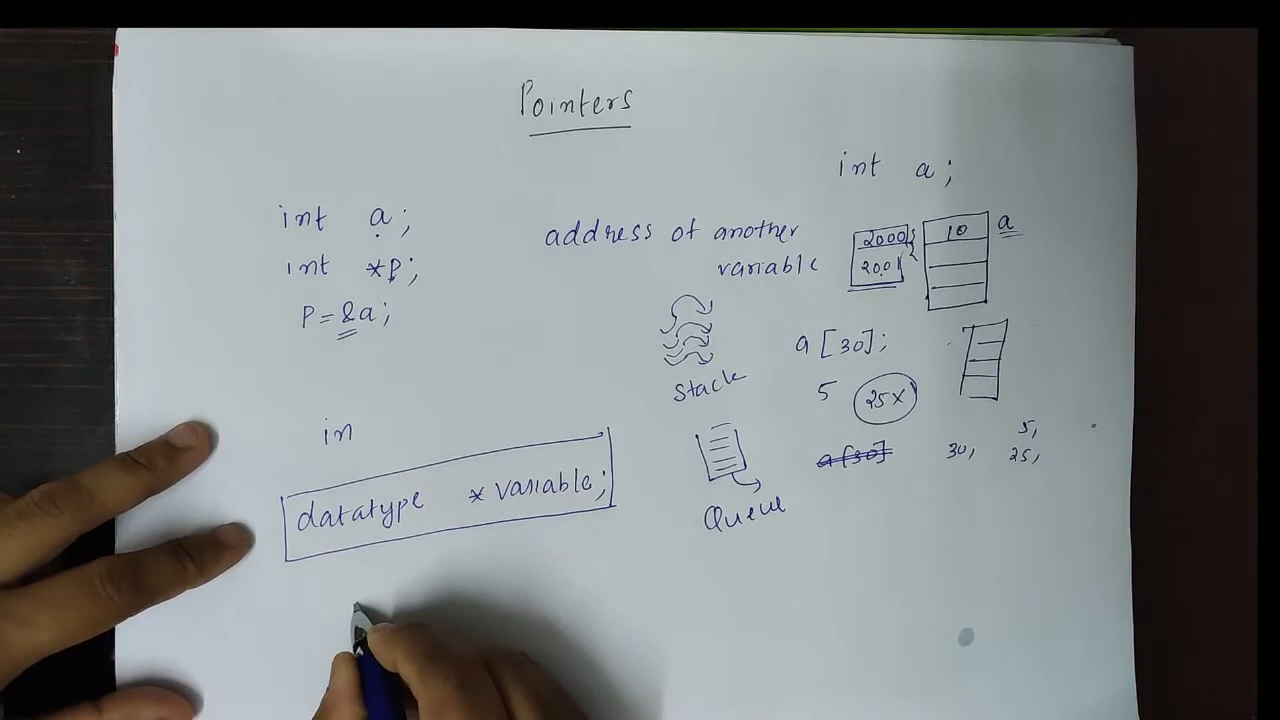 Pointers
int a;
int *p;
P=&a;
address of another
variable
int a;
2000
2001
10
a
Stack
a [30];
5
25x
in
datatype *variable;
Queue
a[30]
30,
5,
25,